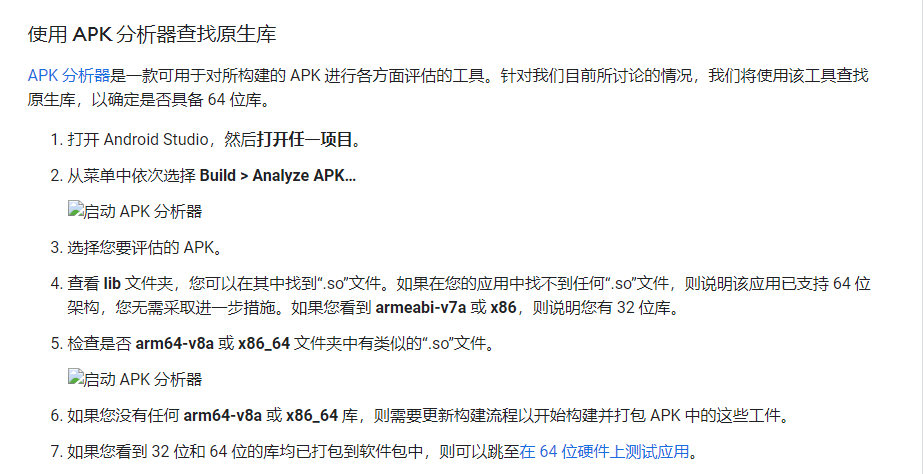 使用 APK 分析器查找原生库
APK 分析器是一款可用于对所构建的 APK 进行各方面评估的工具。针对我们目前所讨论的情况，我们将使用该工具查找
原生库，以确定是否具备 64 位库。
1. 打开 Android Studio，然后打开任一项目。
2. 从菜单中依次选择 Build > Analyze APK…
启动 APK 分析器
3. 选择您要评估的 APK。
4. 查看 lib 文件夹，您可以在其中找到“.so”文件。如果在您的应用中找不到任何“.so”文件，则说明该应用已支持 64 位
架构，您无需采取进一步措施。如果您看到 armeabi-v7a 或 x86，则说明您有 32 位库。
5. 检查是否 arm64-v8a 或 x86_64 文件夹中有类似的“.so”文件。
启动 APK 分析器
6. 如果您没有任何 arm64-v8a 或 x86_64 库，则需要更新构建流程以开始构建并打包 APK 中的这些工件。
7. 如果您看到 32 位和 64 位的库均已打包到软件包中，则可以跳至在 64 位硬件上测试应用。